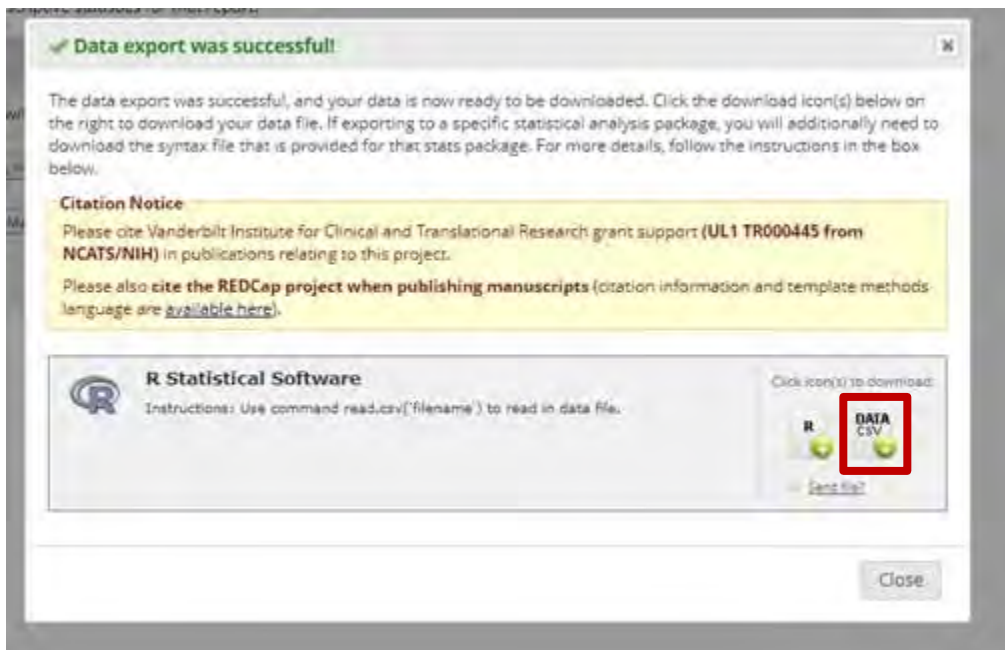 ✔ Data export was successful!
The data export was successful, and your data is now ready to be downloaded. Click the download icon(s) below on
the right to download your data file. If exporting to a specific statistical analysis package, you will additionally need to
download the syntax file that is provided for that stats package. For more details, follow the instructions in the box
below.
Citation Notice
Please cite Vanderbilt Institute for Clinical and Translational Research grant support (UL1 TR000445 from
NCATS/NIH) in publications relating to this project.
Please also cite the REDCap project when publishing manuscripts (citation information and template methods
language are available here).
R Statistical Software
Instructions: Use command read.csv('filename') to read in data file.
Click icon(s) to download:
R
DATA
CSV
Send file?
Close